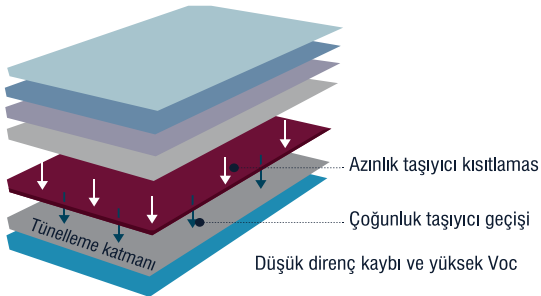 Azınlık taşıyıcı kısıtlaması
Çoğunluk taşıyıcı geçişi
Tünelleme katmanı
Düşük direnç kaybı ve yüksek Voc